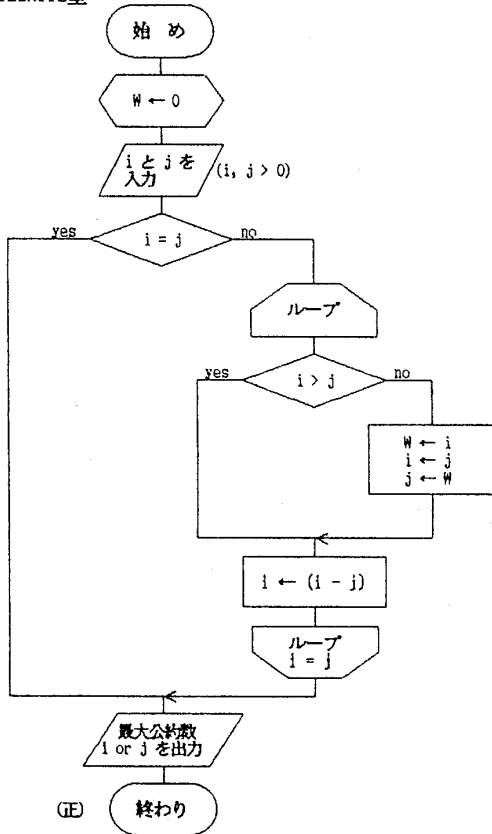 始 め
W ← 0
i と j を
入力
(i, j > 0)
yes
i = j
no
ループ
yes
i > j
no
W ← i
i ← j
j ← W
i ← (i - j)
ループ
i = j
最大公約数
i or j を出力
(正)
終わり